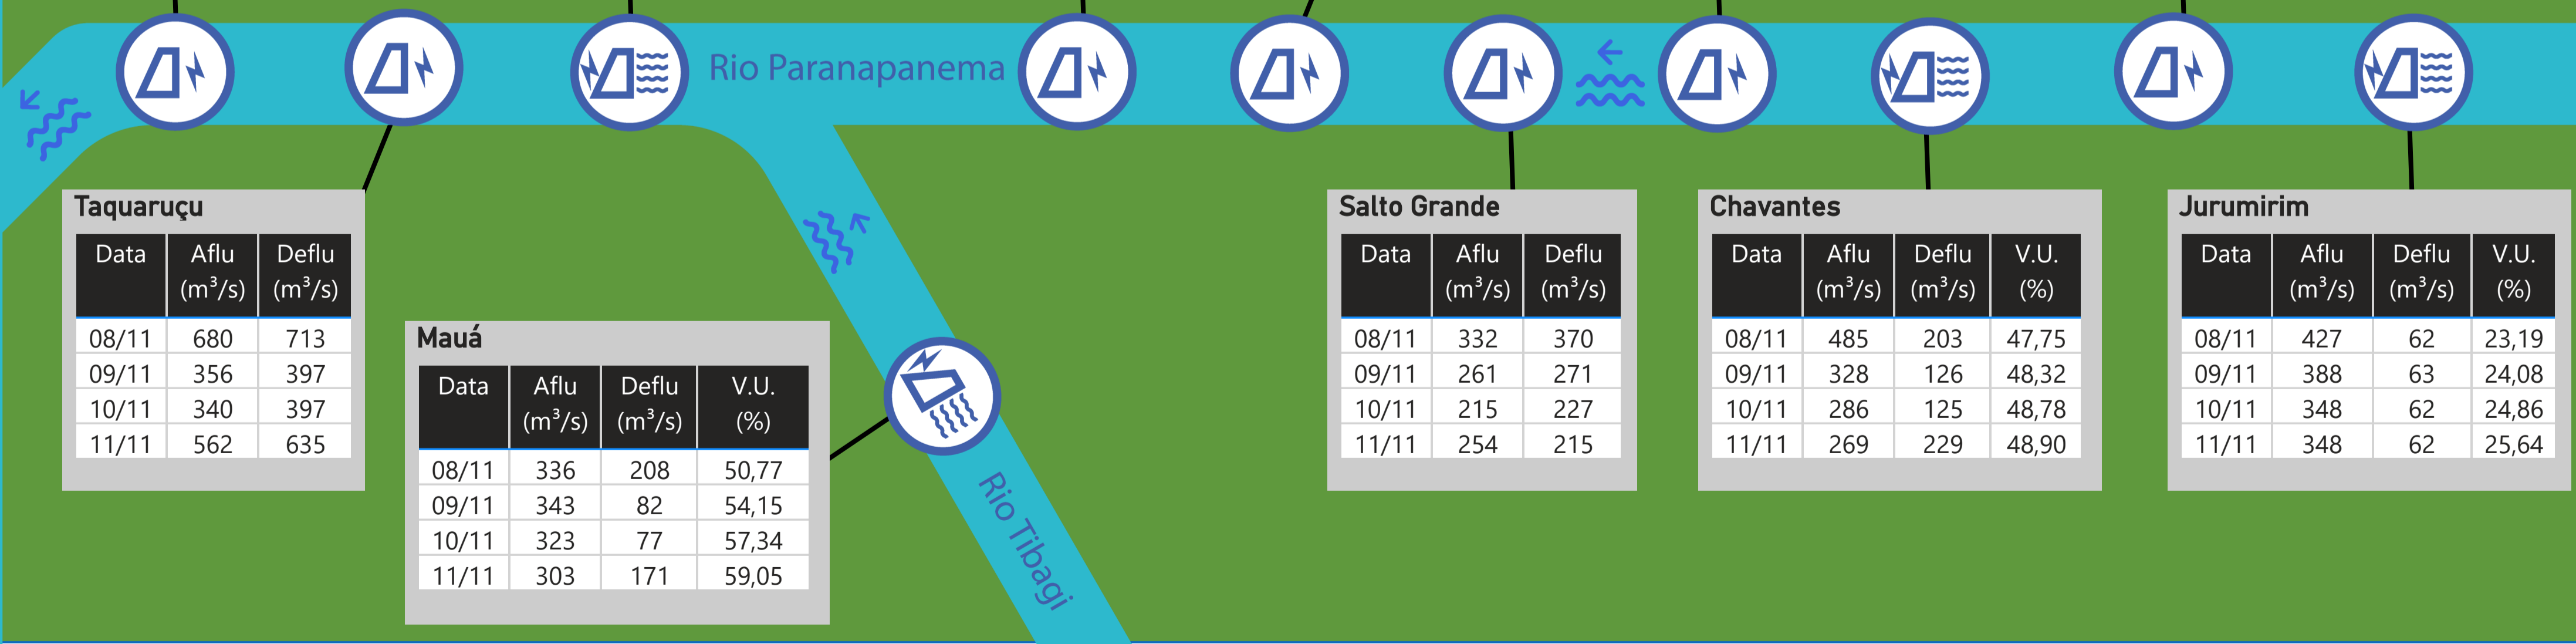 Rio Paranapanema
Taquaruçu
Data Aflu (m³/s) Deflu (m³/s)
08/11 680 713
09/11 356 397
10/11 340 397
11/11 562 635
Mauá
Data Aflu (m³/s) Deflu (m³/s) V.U. (%)
08/11 336 208 50,77
09/11 343 82 54,15
10/11 323 77 57,34
11/11 303 171 59,05
Rio Tibagi
Salto Grande
Data Aflu (m³/s) Deflu (m³/s)
08/11 332 370
09/11 261 271
10/11 215 227
11/11 254 215
Chavantes
Data Aflu (m³/s) Deflu (m³/s) V.U. (%)
08/11 485 203 47,75
09/11 328 126 48,32
10/11 286 125 48,78
11/11 269 229 48,90
Jurumirim
Data Aflu (m³/s) Deflu (m³/s) V.U. (%)
08/11 427 62 23,19
09/11 388 63 24,08
10/11 348 62 24,86
11/11 348 62 25,64